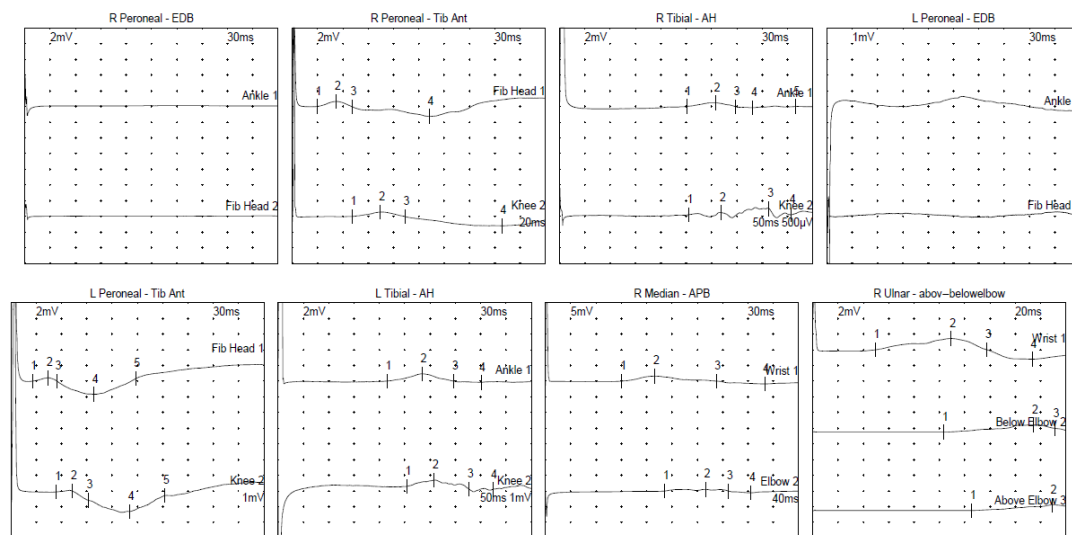 R Peroneal - EDB
2mV 30ms
Ankle 1
Fib Head 2
R Peroneal - Tib Ant
2mV 30ms
Fib Head 1
1 2 3 4
Knee 2
1 2 3 4
20ms
R Tibial - AH
2mV 30ms
Ankle 1
1 2 3 4 5
Knee 2
1 2 3 4
50ms 500µV
L Peroneal - EDB
1mV 30ms
Ankle
Fib Head
L Peroneal - Tib Ant
2mV 30ms
Fib Head 1
1 2 3 4 5
Knee 2
1 2 3 4 5
1mV
L Tibial - AH
2mV 30ms
Ankle 1
1 2 3 4
Knee 2
1 2 3 4
50ms 1mV
R Median - APB
5mV 30ms
Wrist 1
1 2 3 4
Elbow 2
1 2 3 4
40ms
R Ulnar - abov-belowelbow
2mV 20ms
Wrist 1
1 2 3 4
Below Elbow 2
1 2 3
Above Elbow 3
1 2